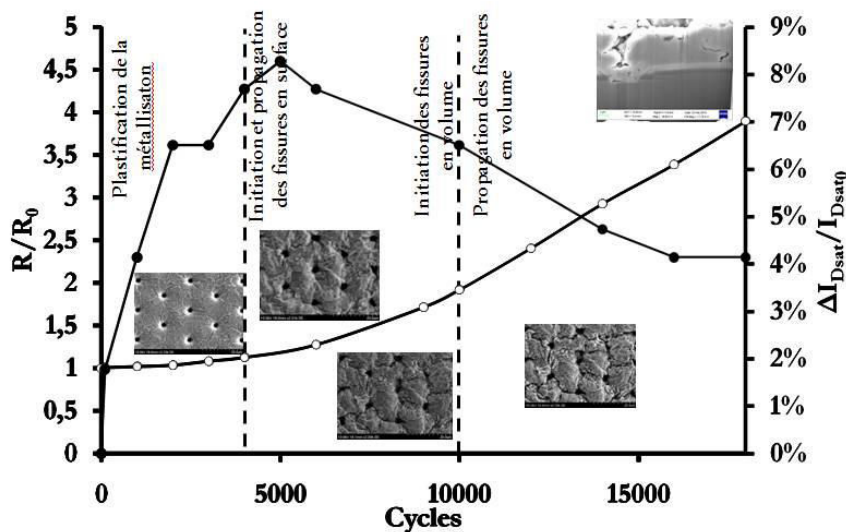 5
4,5
4
3,5
3
2,5
2
1,5
1
0,5
0
R/R0
Plastification de la
métallisaton
Initiation et propagation
des fissures en surface
Initiation des fissures
en volume
Propagation des fissures
en volume
9%
8%
7%
6%
5%
4%
3%
2%
1%
0%
ΔIDsat/IDsat0
0
5000
10000
15000
Cycles